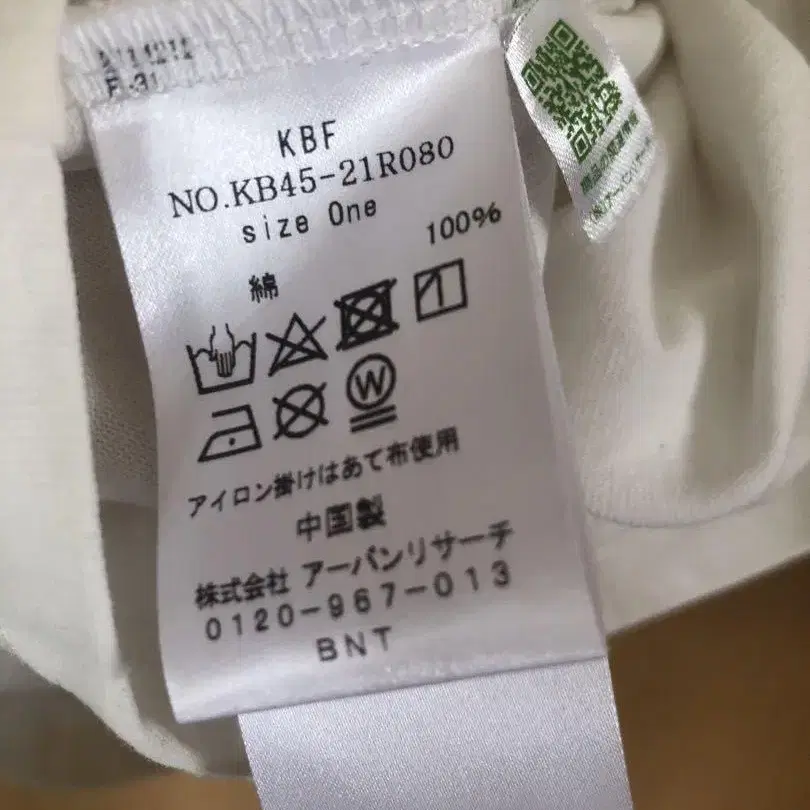 KBF
NO.KB45-21R080
size One
綿 100%
W
アイロン掛けはあて布使用
中国製
株式会社 アーバンリサーチ
0120-967-013
BNT